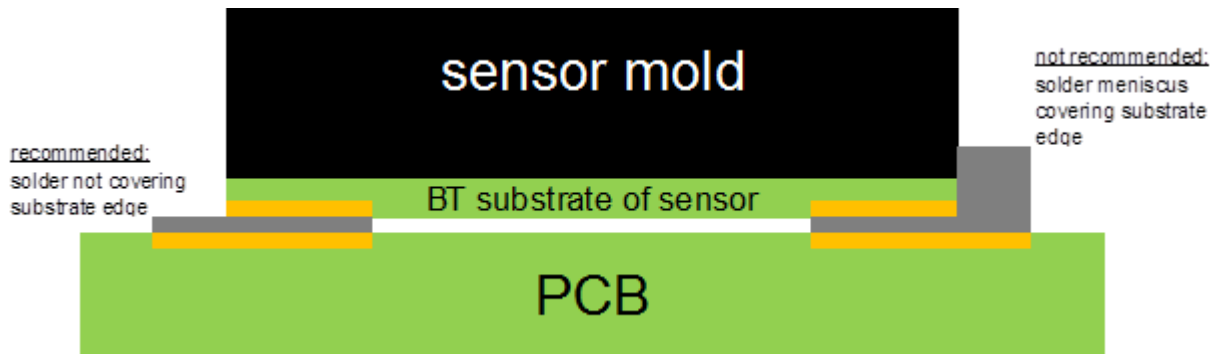 sensor mold
not recommended:
solder meniscus
covering substrate
edge
recommended:
solder not covering
substrate edge
BT substrate of sensor
PCB